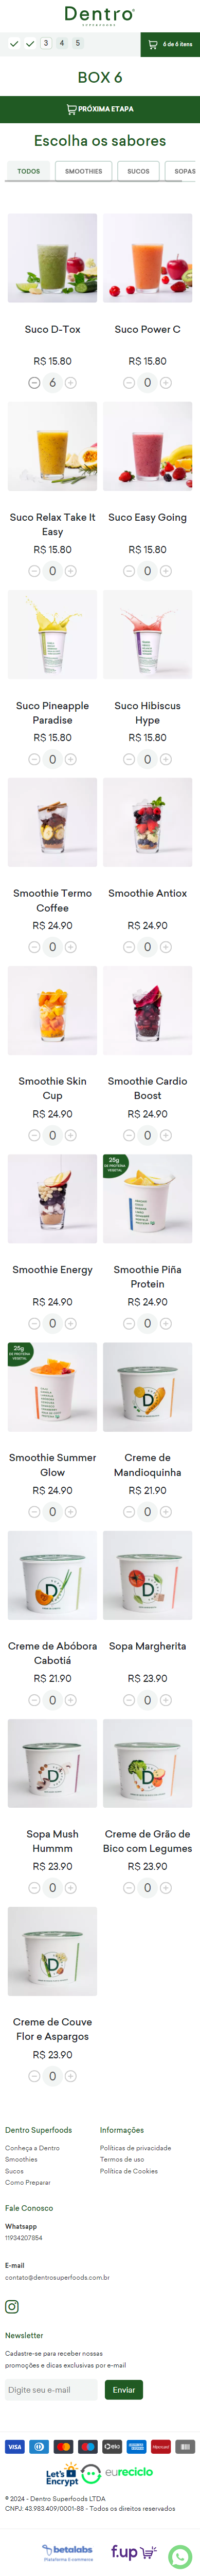 Dentro
SUPERFOODS
3 4 5
6 de 6 itens
BOX 6
PRÓXIMA ETAPA
Escolha os sabores
TODOS SMOOTHIES SUCOS SOPAS
Suco D-Tox
R$ 15.80
6
Suco Power C
R$ 15.80
0
Suco Relax Take It
Easy
R$ 15.80
0
Suco Easy Going
R$ 15.80
0
Suco Pineapple
Paradise
R$ 15.80
0
Suco Hibiscus
Hype
R$ 15.80
0
Smoothie Termo
Coffee
R$ 24.90
0
Smoothie Antiox
R$ 24.90
0
Smoothie Skin
Cup
R$ 24.90
0
Smoothie Cardio
Boost
R$ 24.90
0
Smoothie Energy
R$ 24.90
0
25g
DE PROTEÍNA
VEGETAL
Smoothie Piña
Protein
R$ 24.90
0
25g
DE PROTEÍNA
VEGETAL
Smoothie Summer
Glow
R$ 24.90
0
Creme de
Mandioquinha
R$ 21.90
0
Creme de Abóbora
Cabotiá
R$ 21.90
0
Sopa Margherita
R$ 23.90
0
Sopa Mush
Hummm
R$ 23.90
0
Creme de Grão de
Bico com Legumes
R$ 23.90
0
Creme de Couve
Flor e Aspargos
R$ 23.90
0
Dentro Superfoods
Conheça a Dentro
Smoothies
Sucos
Como Preparar
Informações
Políticas de privacidade
Termos de uso
Política de Cookies
Fale Conosco
Whatsapp
11934207854
E-mail
contato@dentrosuperfoods.com.br
Newsletter
Cadastre-se para receber nossas
promoções e dicas exclusivas por e-mail
Digite seu e-mail
Enviar
VISA
elo
Hipercard
Let's
Encrypt
eureciclo
© 2024 - Dentro Superfoods LTDA
CNPJ: 43.983.409/0001-88 - Todos os direitos reservados
betalabs
Plataforma E-commerce
f.up